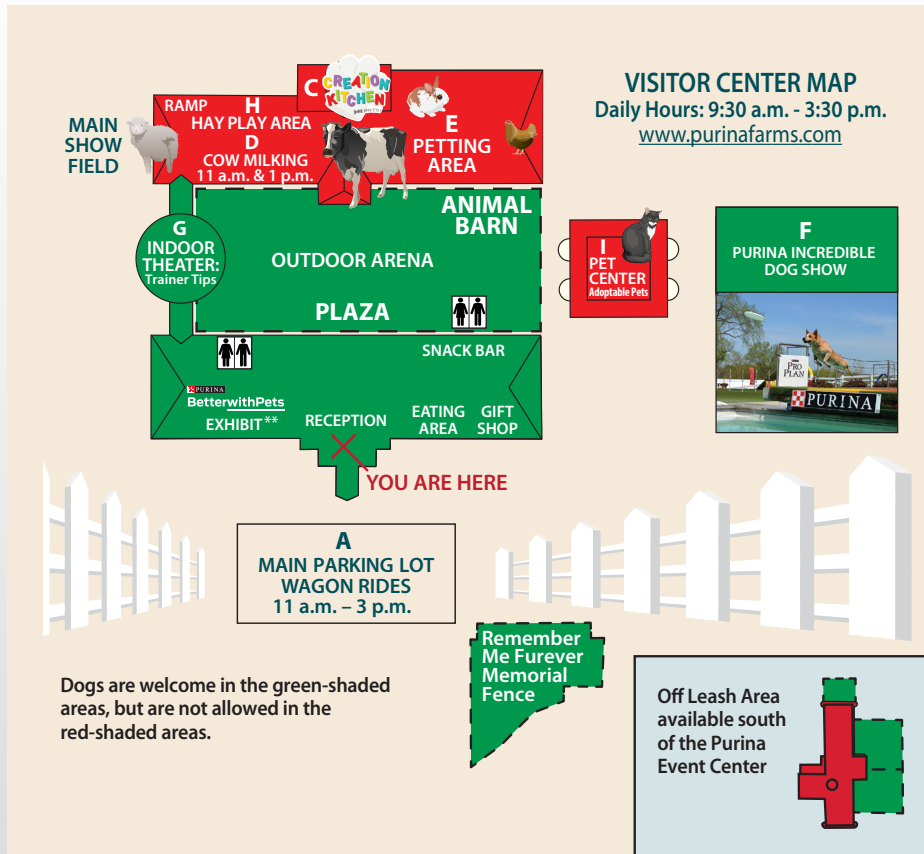 VISITOR CENTER MAP
Daily Hours: 9:30 a.m. - 3:30 p.m.
www.purinafarms.com
C
CREATION
KITCHEN
RAMP
H
HAY PLAY AREA
D
COW MILKING
11 a.m. & 1 p.m.
E
PETTING
AREA
MAIN
SHOW
FIELD
ANIMAL
BARN
G
INDOOR
THEATER:
Trainer Tips
OUTDOOR ARENA
PLAZA
I
PET
CENTER
Adoptable Pets
F
PURINA INCREDIBLE
DOG SHOW
PRO
PLAN
PURINA
SNACK BAR
PURINA
BetterwithPets
EXHIBIT**
RECEPTION
EATING
AREA
GIFT
SHOP
YOU ARE HERE
A
MAIN PARKING LOT
WAGON RIDES
11 a.m. – 3 p.m.
Remember
Me Furever
Memorial
Fence
Dogs are welcome in the green-shaded
areas, but are not allowed in the
red-shaded areas.
Off Leash Area
available south
of the Purina
Event Center